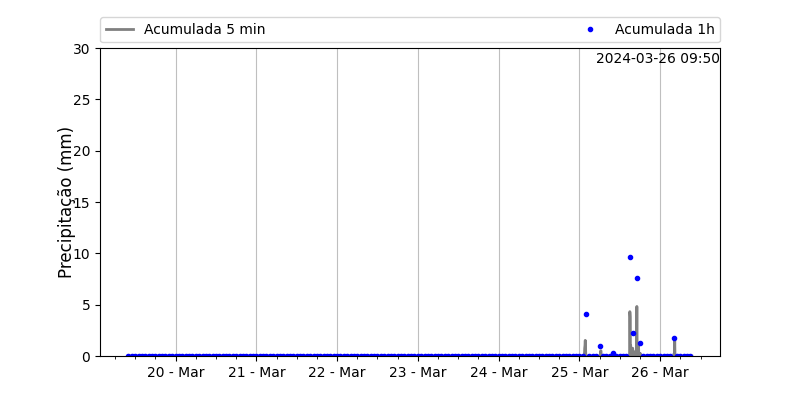 Acumulada 5 min
Acumulada 1h
2024-03-26 09:50
Precipitação (mm)
30
25
20
15
10
5
0
20 - Mar
21 - Mar
22 - Mar
23 - Mar
24 - Mar
25 - Mar
26 - Mar